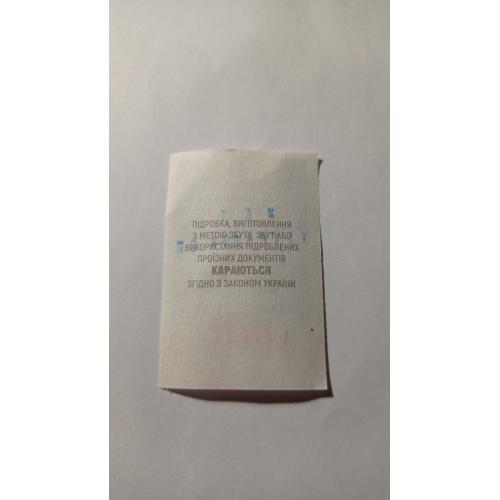 ПІДРОБКА, ВИГОТОВЛЕННЯ
З МЕТОЮ ЗБУТУ, ЗБУТ АБО
ВИКОРИСТАННЯ ПІДРОБЛЕНИХ
ПРОЇЗНИХ ДОКУМЕНТІВ
КАРАЮТЬСЯ
ЗГІДНО З ЗАКОНОМ УКРАЇНИ